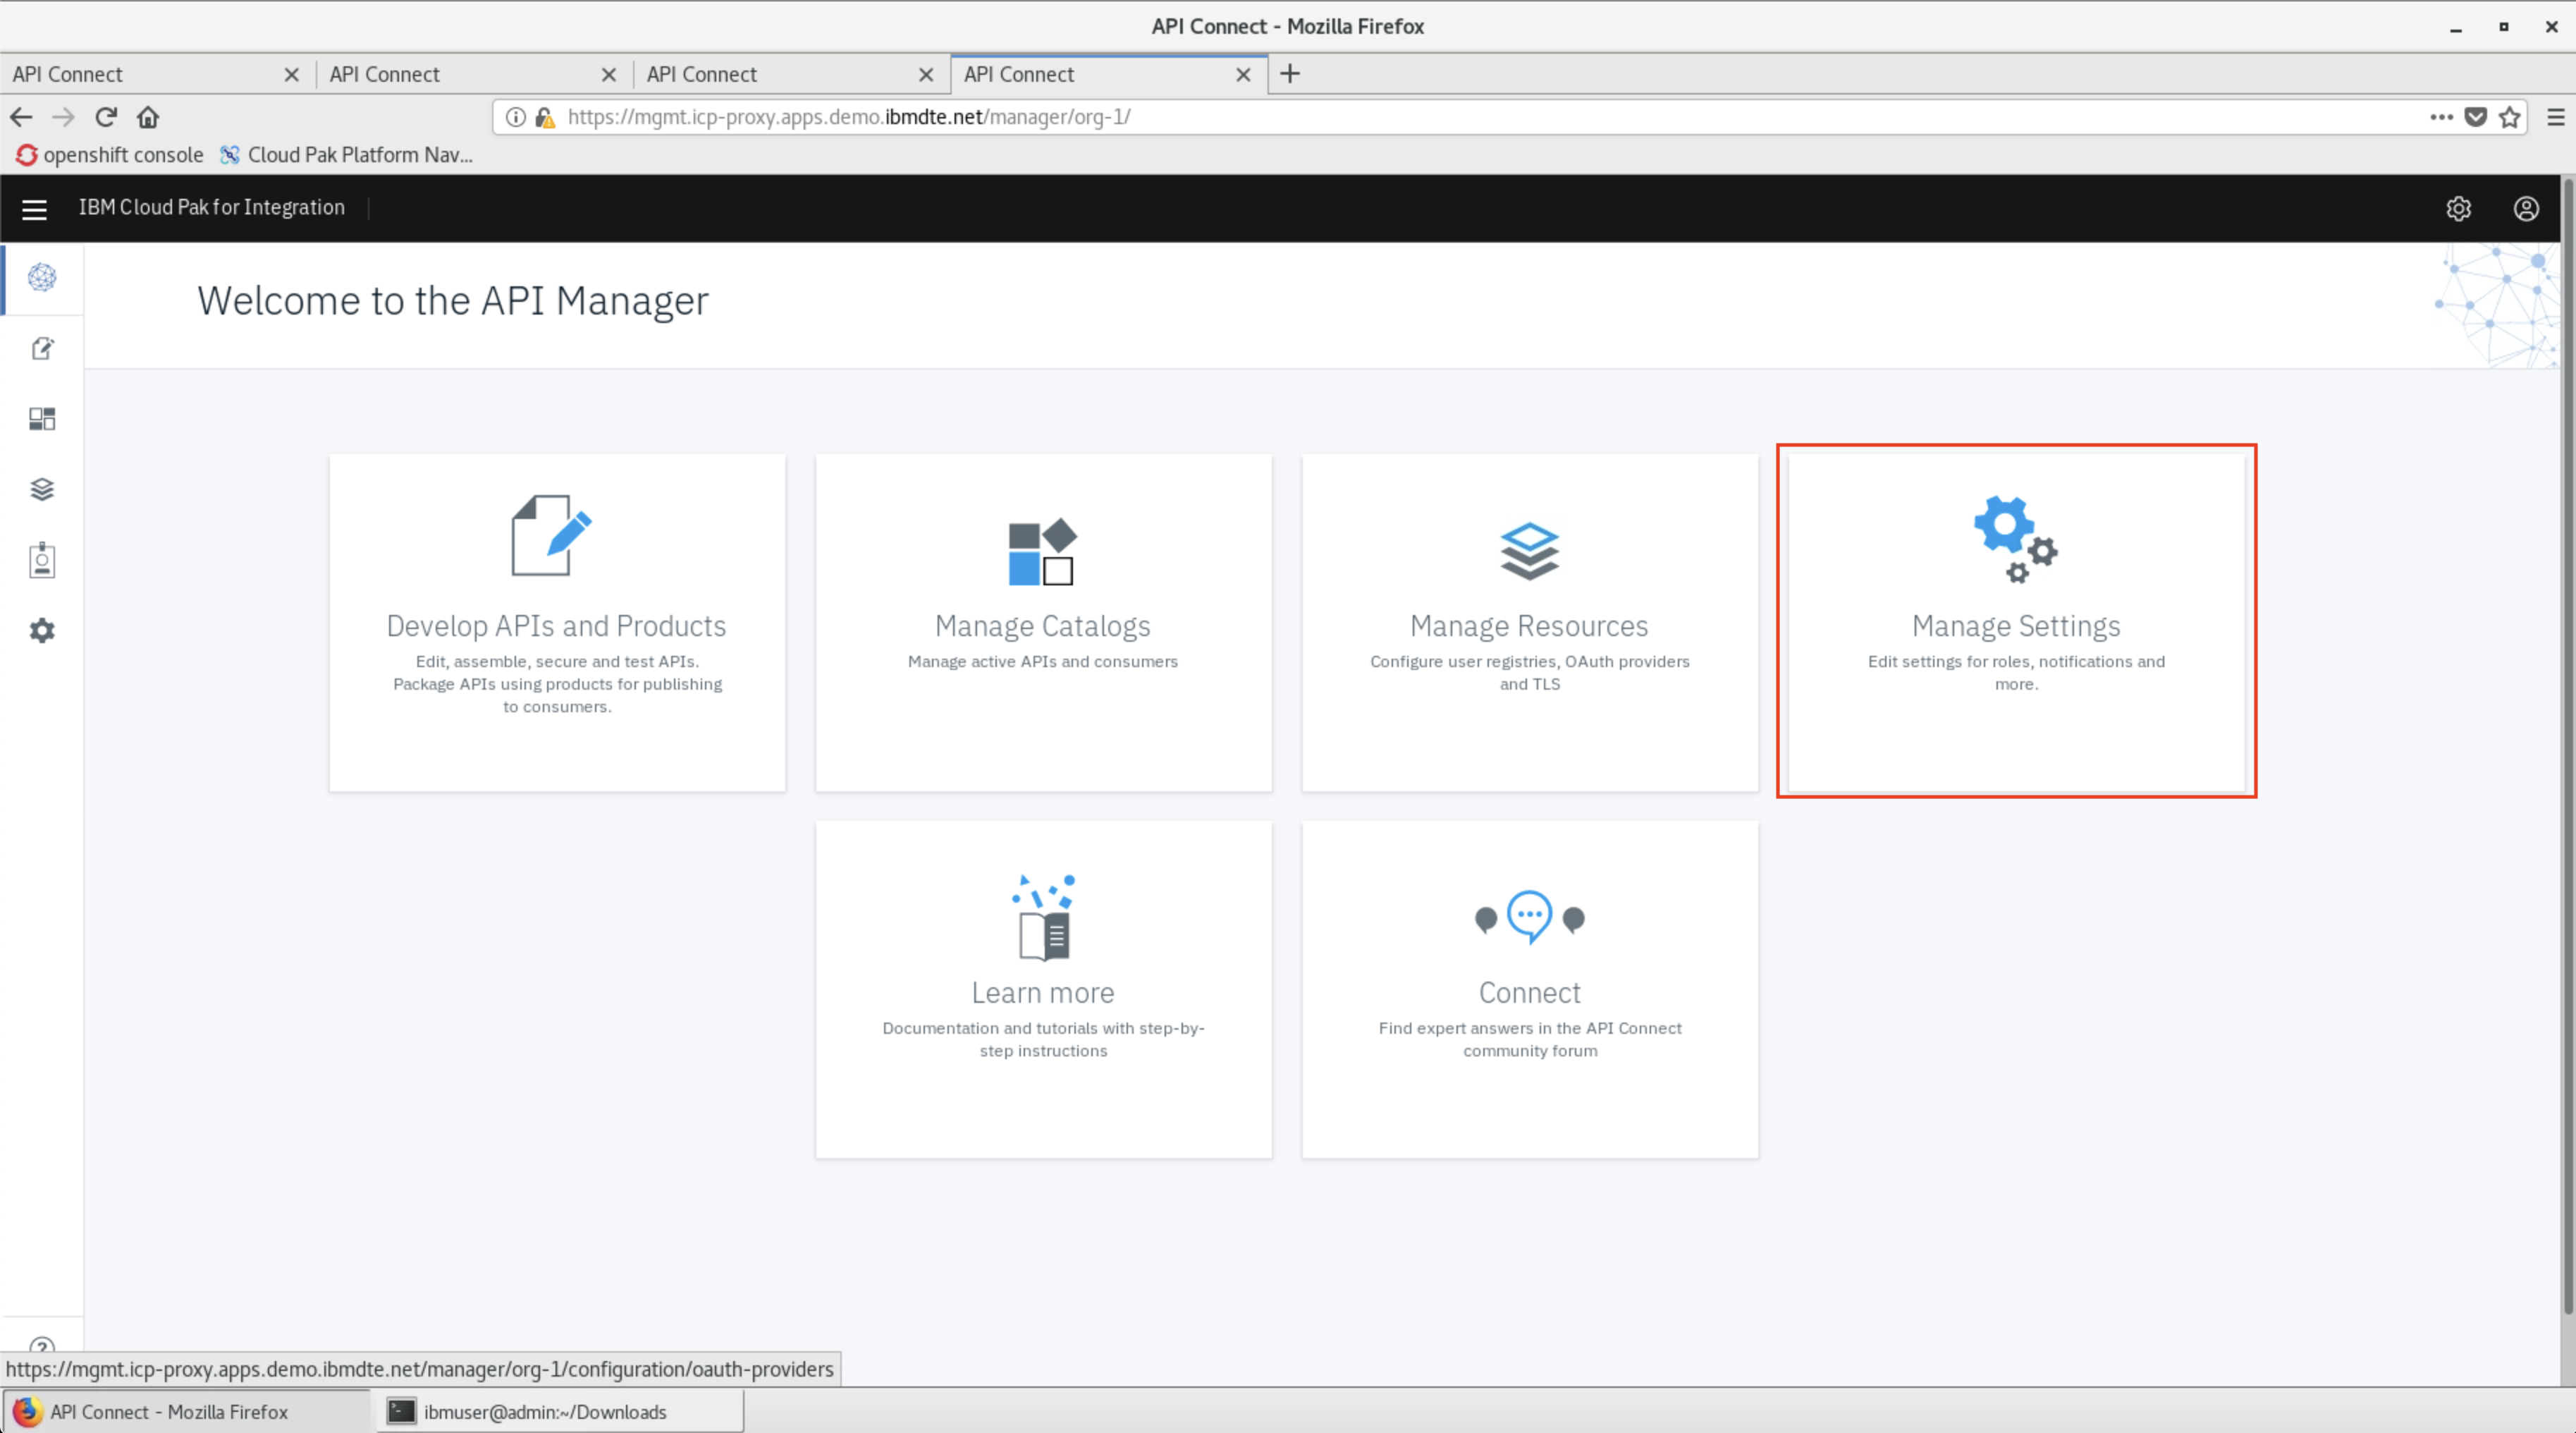 API Connect - Mozilla Firefox
API Connect
API Connect
API Connect
API Connect
https://mgmt.icp-proxy.apps.demo.ibmdte.net/manager/org-1/
openshift console
Cloud Pak Platform Nav...
IBM Cloud Pak for Integration
Welcome to the API Manager
Develop APIs and Products
Edit, assemble, secure and test APIs.
Package APIs using products for publishing
to consumers.
Manage Catalogs
Manage active APIs and consumers
Manage Resources
Configure user registries, OAuth providers
and TLS
Manage Settings
Edit settings for roles, notifications and
more.
Learn more
Documentation and tutorials with step-by-
step instructions
Connect
Find expert answers in the API Connect
community forum
https://mgmt.icp-proxy.apps.demo.ibmdte.net/manager/org-1/configuration/oauth-providers
API Connect - Mozilla Firefox
ibmuser@admin:~/Downloads